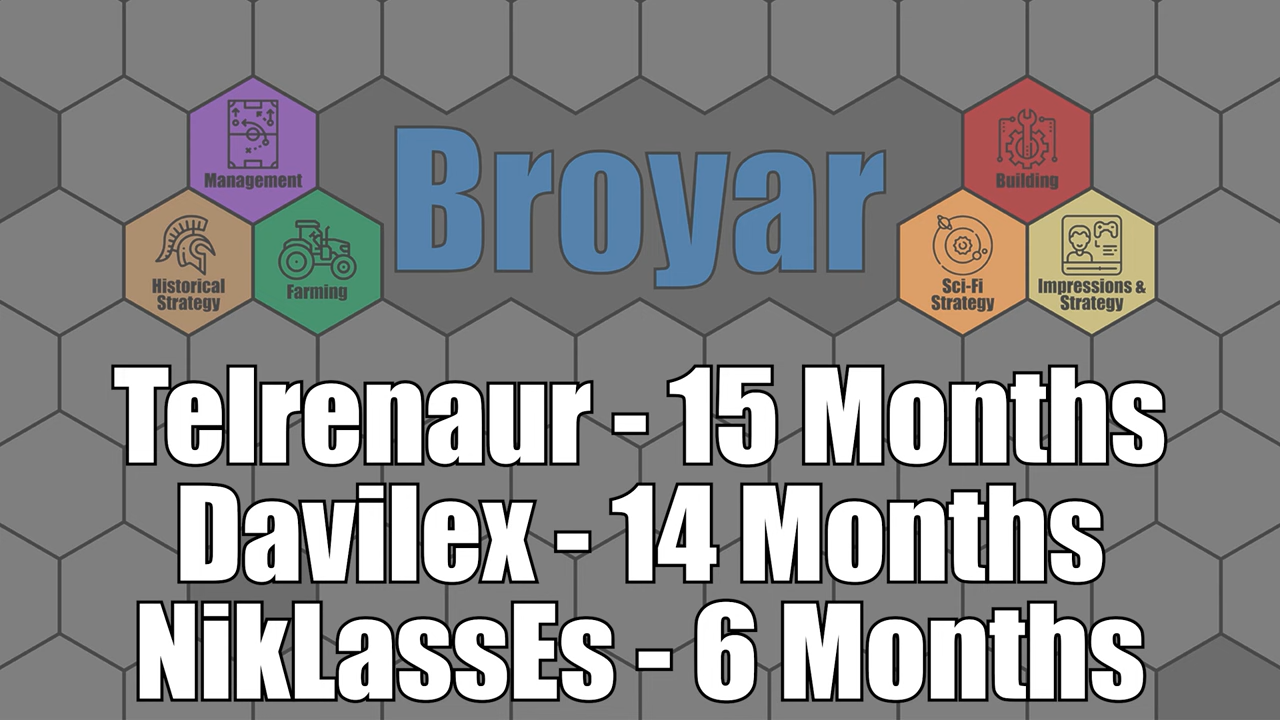 Management
Historical
Strategy
Farming
Broyar
Building
Sci-Fi
Strategy
Impressions &
Strategy
Telrenaur - 15 Months
Davilex - 14 Months
NikLassEs - 6 Months